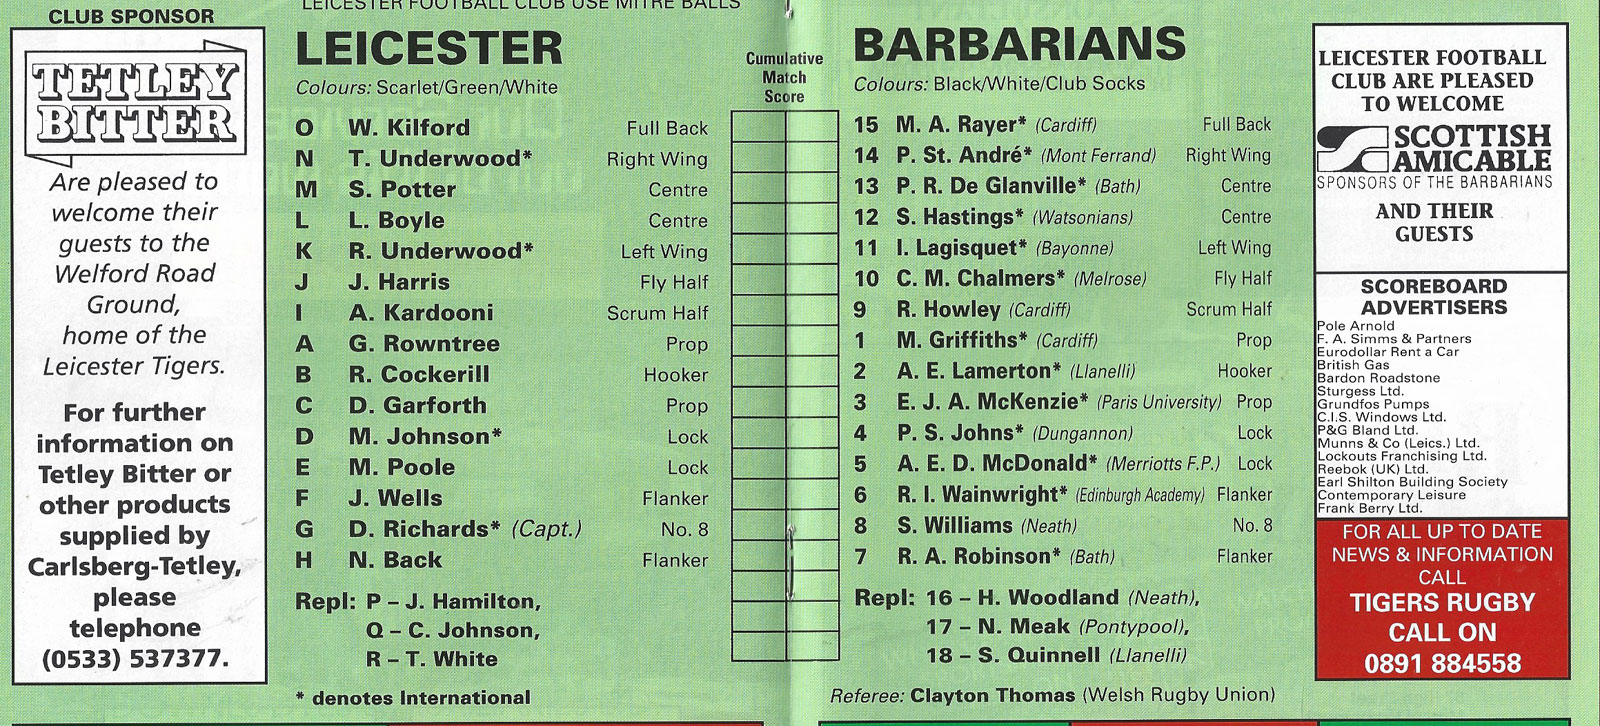 CLUB SPONSOR
TETLEY
BITTER
Are pleased to
welcome their
guests to the
Welford Road
Ground,
home of the
Leicester Tigers.
For further
information on
Tetley Bitter or
other products
supplied by
Carlsberg-Tetley,
please
telephone
(0533) 537377.
LEICESTER FOOTBALL CLUB USE MITRE BALLS
LEICESTER
Colours: Scarlet/Green/White
O W. Kilford Full Back
N T. Underwood* Right Wing
M S. Potter Centre
L L. Boyle Centre
K R. Underwood* Left Wing
J J. Harris Fly Half
I A. Kardooni Scrum Half
A G. Rowntree Prop
B R. Cockerill Hooker
C D. Garforth Prop
D M. Johnson* Lock
E M. Poole Lock
F J. Wells Flanker
G D. Richards* (Capt.) No. 8
H N. Back Flanker
Repl: P – J. Hamilton,
Q – C. Johnson,
R – T. White
* denotes International
Cumulative
Match
Score
BARBARIANS
Colours: Black/White/Club Socks
15 M. A. Rayer* (Cardiff) Full Back
14 P. St. André* (Mont Ferrand) Right Wing
13 P. R. De Glanville* (Bath) Centre
12 S. Hastings* (Watsonians) Centre
11 I. Lagisquet* (Bayonne) Left Wing
10 C. M. Chalmers* (Melrose) Fly Half
9 R. Howley (Cardiff) Scrum Half
1 M. Griffiths* (Cardiff) Prop
2 A. E. Lamerton* (Llanelli) Hooker
3 E. J. A. McKenzie* (Paris University) Prop
4 P. S. Johns* (Dungannon) Lock
5 A. E. D. McDonald* (Merriotts F.P.) Lock
6 R. I. Wainwright* (Edinburgh Academy) Flanker
8 S. Williams (Neath) No. 8
7 R. A. Robinson* (Bath) Flanker
Repl: 16 – H. Woodland (Neath),
17 – N. Meak (Pontypool),
18 – S. Quinnell (Llanelli)
Referee: Clayton Thomas (Welsh Rugby Union)
LEICESTER FOOTBALL
CLUB ARE PLEASED
TO WELCOME
SCOTTISH
AMICABLE
SPONSORS OF THE BARBARIANS
AND THEIR
GUESTS
SCOREBOARD
ADVERTISERS
Pole Arnold
F. A. Simms & Partners
Eurodollar Rent a Car
British Gas
Bardon Roadstone
Sturgess Ltd.
Grundfos Pumps
C.I.S. Windows Ltd.
P&G Bland Ltd.
Munns & Co (Leics.) Ltd.
Lockouts Franchising Ltd.
Reebok (UK) Ltd.
Earl Shilton Building Society
Contemporary Leisure
Frank Berry Ltd.
FOR ALL UP TO DATE
NEWS & INFORMATION
CALL
TIGERS RUGBY
CALL ON
0891 884558